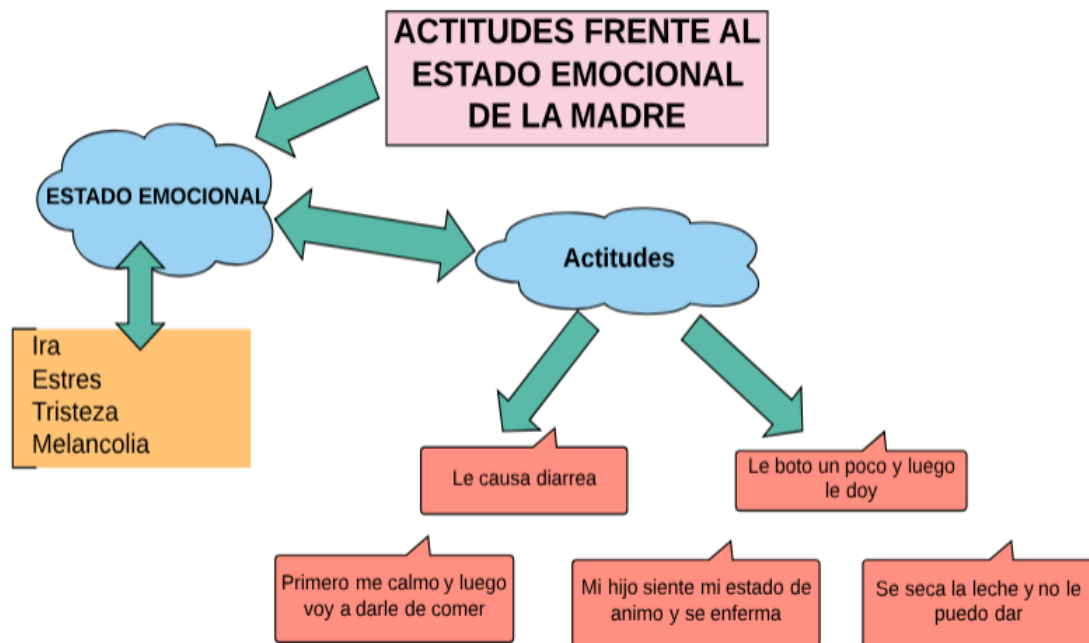 ACTITUDES FRENTE AL
ESTADO EMOCIONAL
DE LA MADRE
ESTADO EMOCIONAL
Actitudes
Ira
Estres
Tristeza
Melancolia
Le causa diarrea
Le boto un poco y luego
le doy
Primero me calmo y luego
voy a darle de comer
Mi hijo siente mi estado de
animo y se enferma
Se seca la leche y no le
puedo dar